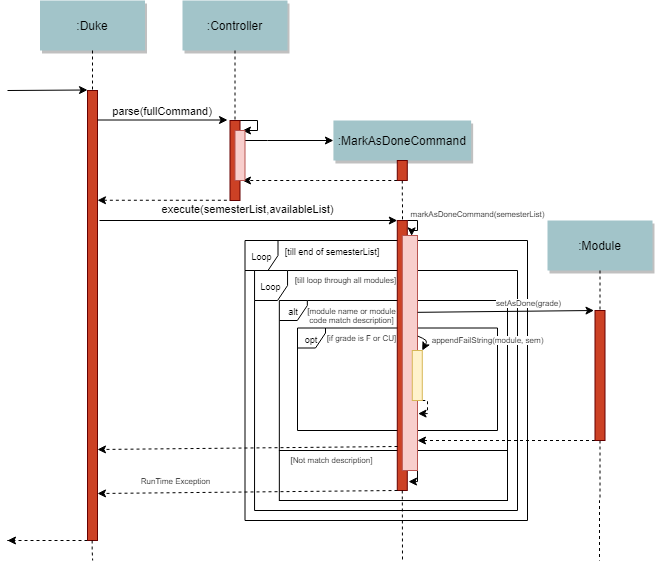 :Duke
:Controller
parse(fullCommand)
:MarkAsDoneCommand
execute(semesterList,availableList)
markAsDoneCommand(semesterList)
:Module
Loop
[till end of semesterList]
Loop
[till loop through all modules]
setAsDone(grade)
alt
[module name or module
code match description]
opt
[if grade is F or CU]
appendFailString(module, sem)
[Not match description]
RunTime Exception